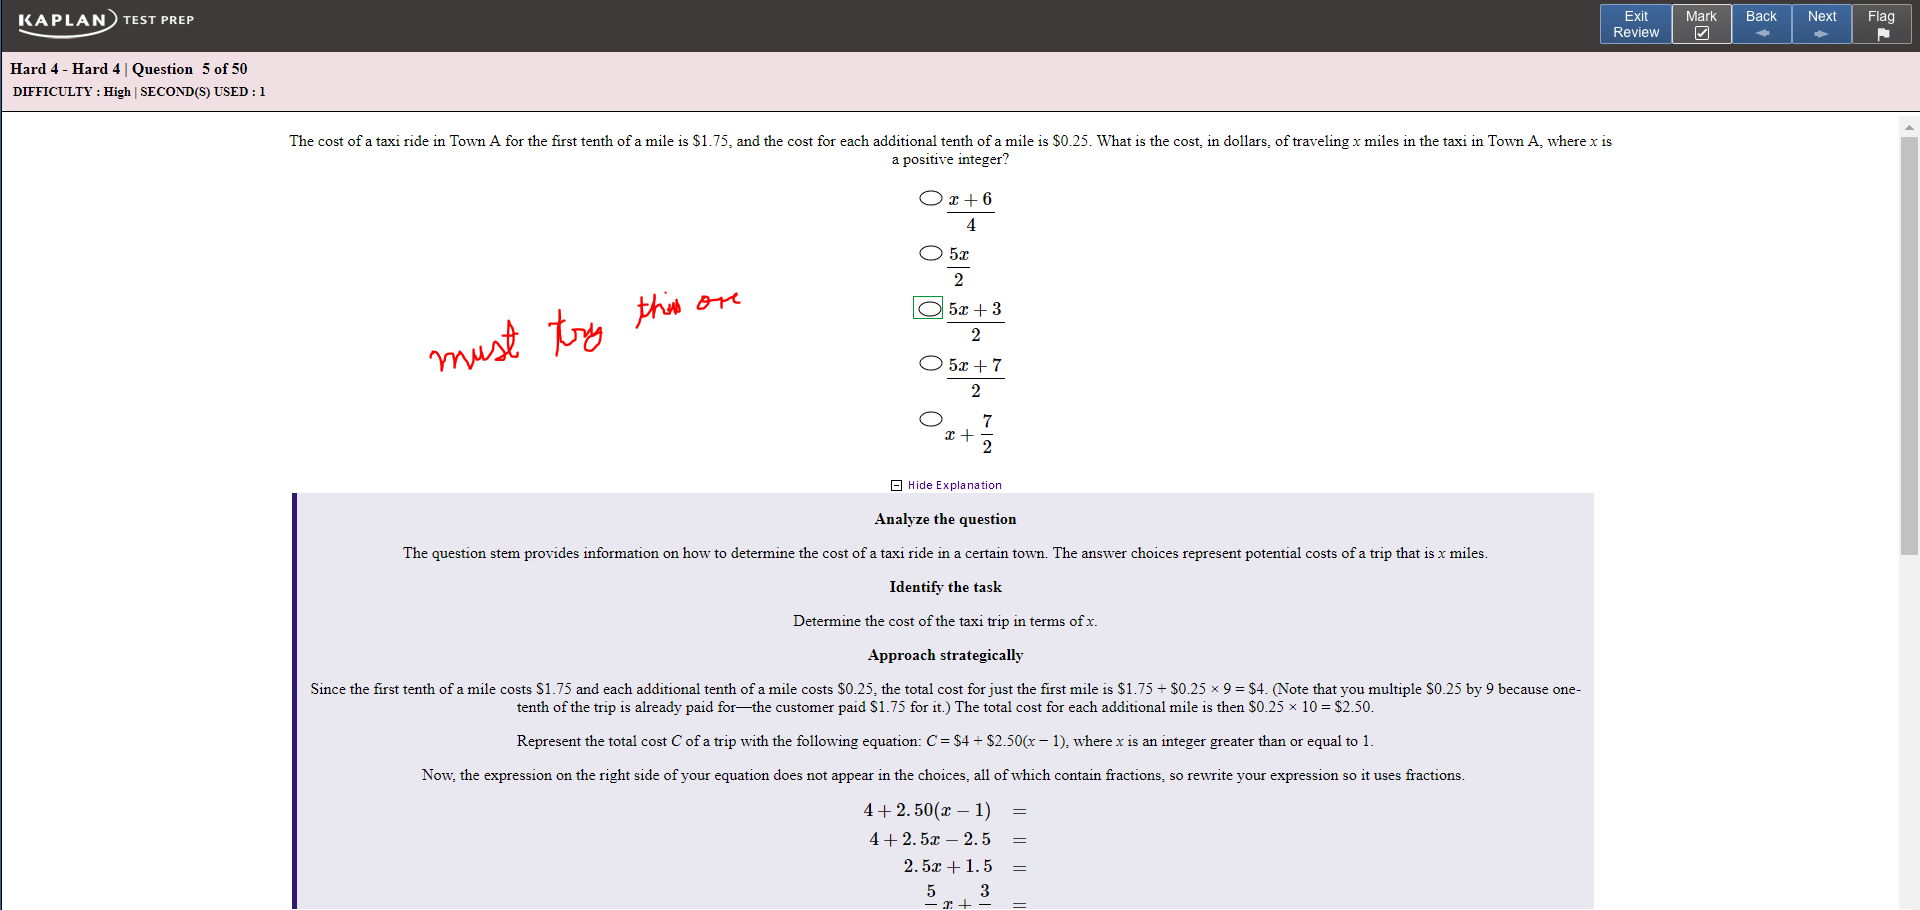 KAPLAN TEST PREP
Exit Review
Mark
Back
Next
Flag
Hard 4 - Hard 4 | Question 5 of 50
DIFFICULTY : High | SECOND(S) USED : 1
The cost of a taxi ride in Town A for the first tenth of a mile is $1.75, and the cost for each additional tenth of a mile is $0.25. What is the cost, in dollars, of traveling x miles in the taxi in Town A, where x is
a positive integer?
x + 6
4
5x
2
5x + 3
2
5x + 7
2
x + 7
2
must try this one
Hide Explanation
Analyze the question
The question stem provides information on how to determine the cost of a taxi ride in a certain town. The answer choices represent potential costs of a trip that is x miles.
Identify the task
Determine the cost of the taxi trip in terms of x.
Approach strategically
Since the first tenth of a mile costs $1.75 and each additional tenth of a mile costs $0.25, the total cost for just the first mile is $1.75 + $0.25 × 9 = $4. (Note that you multiple $0.25 by 9 because one-
tenth of the trip is already paid for—the customer paid $1.75 for it.) The total cost for each additional mile is then $0.25 × 10 = $2.50.
Represent the total cost C of a trip with the following equation: C = $4 + $2.50(x − 1), where x is an integer greater than or equal to 1.
Now, the expression on the right side of your equation does not appear in the choices, all of which contain fractions, so rewrite your expression so it uses fractions.
4 + 2.50(x − 1) =
4 + 2.5x − 2.5 =
2.5x + 1.5 =
5 3
x + =